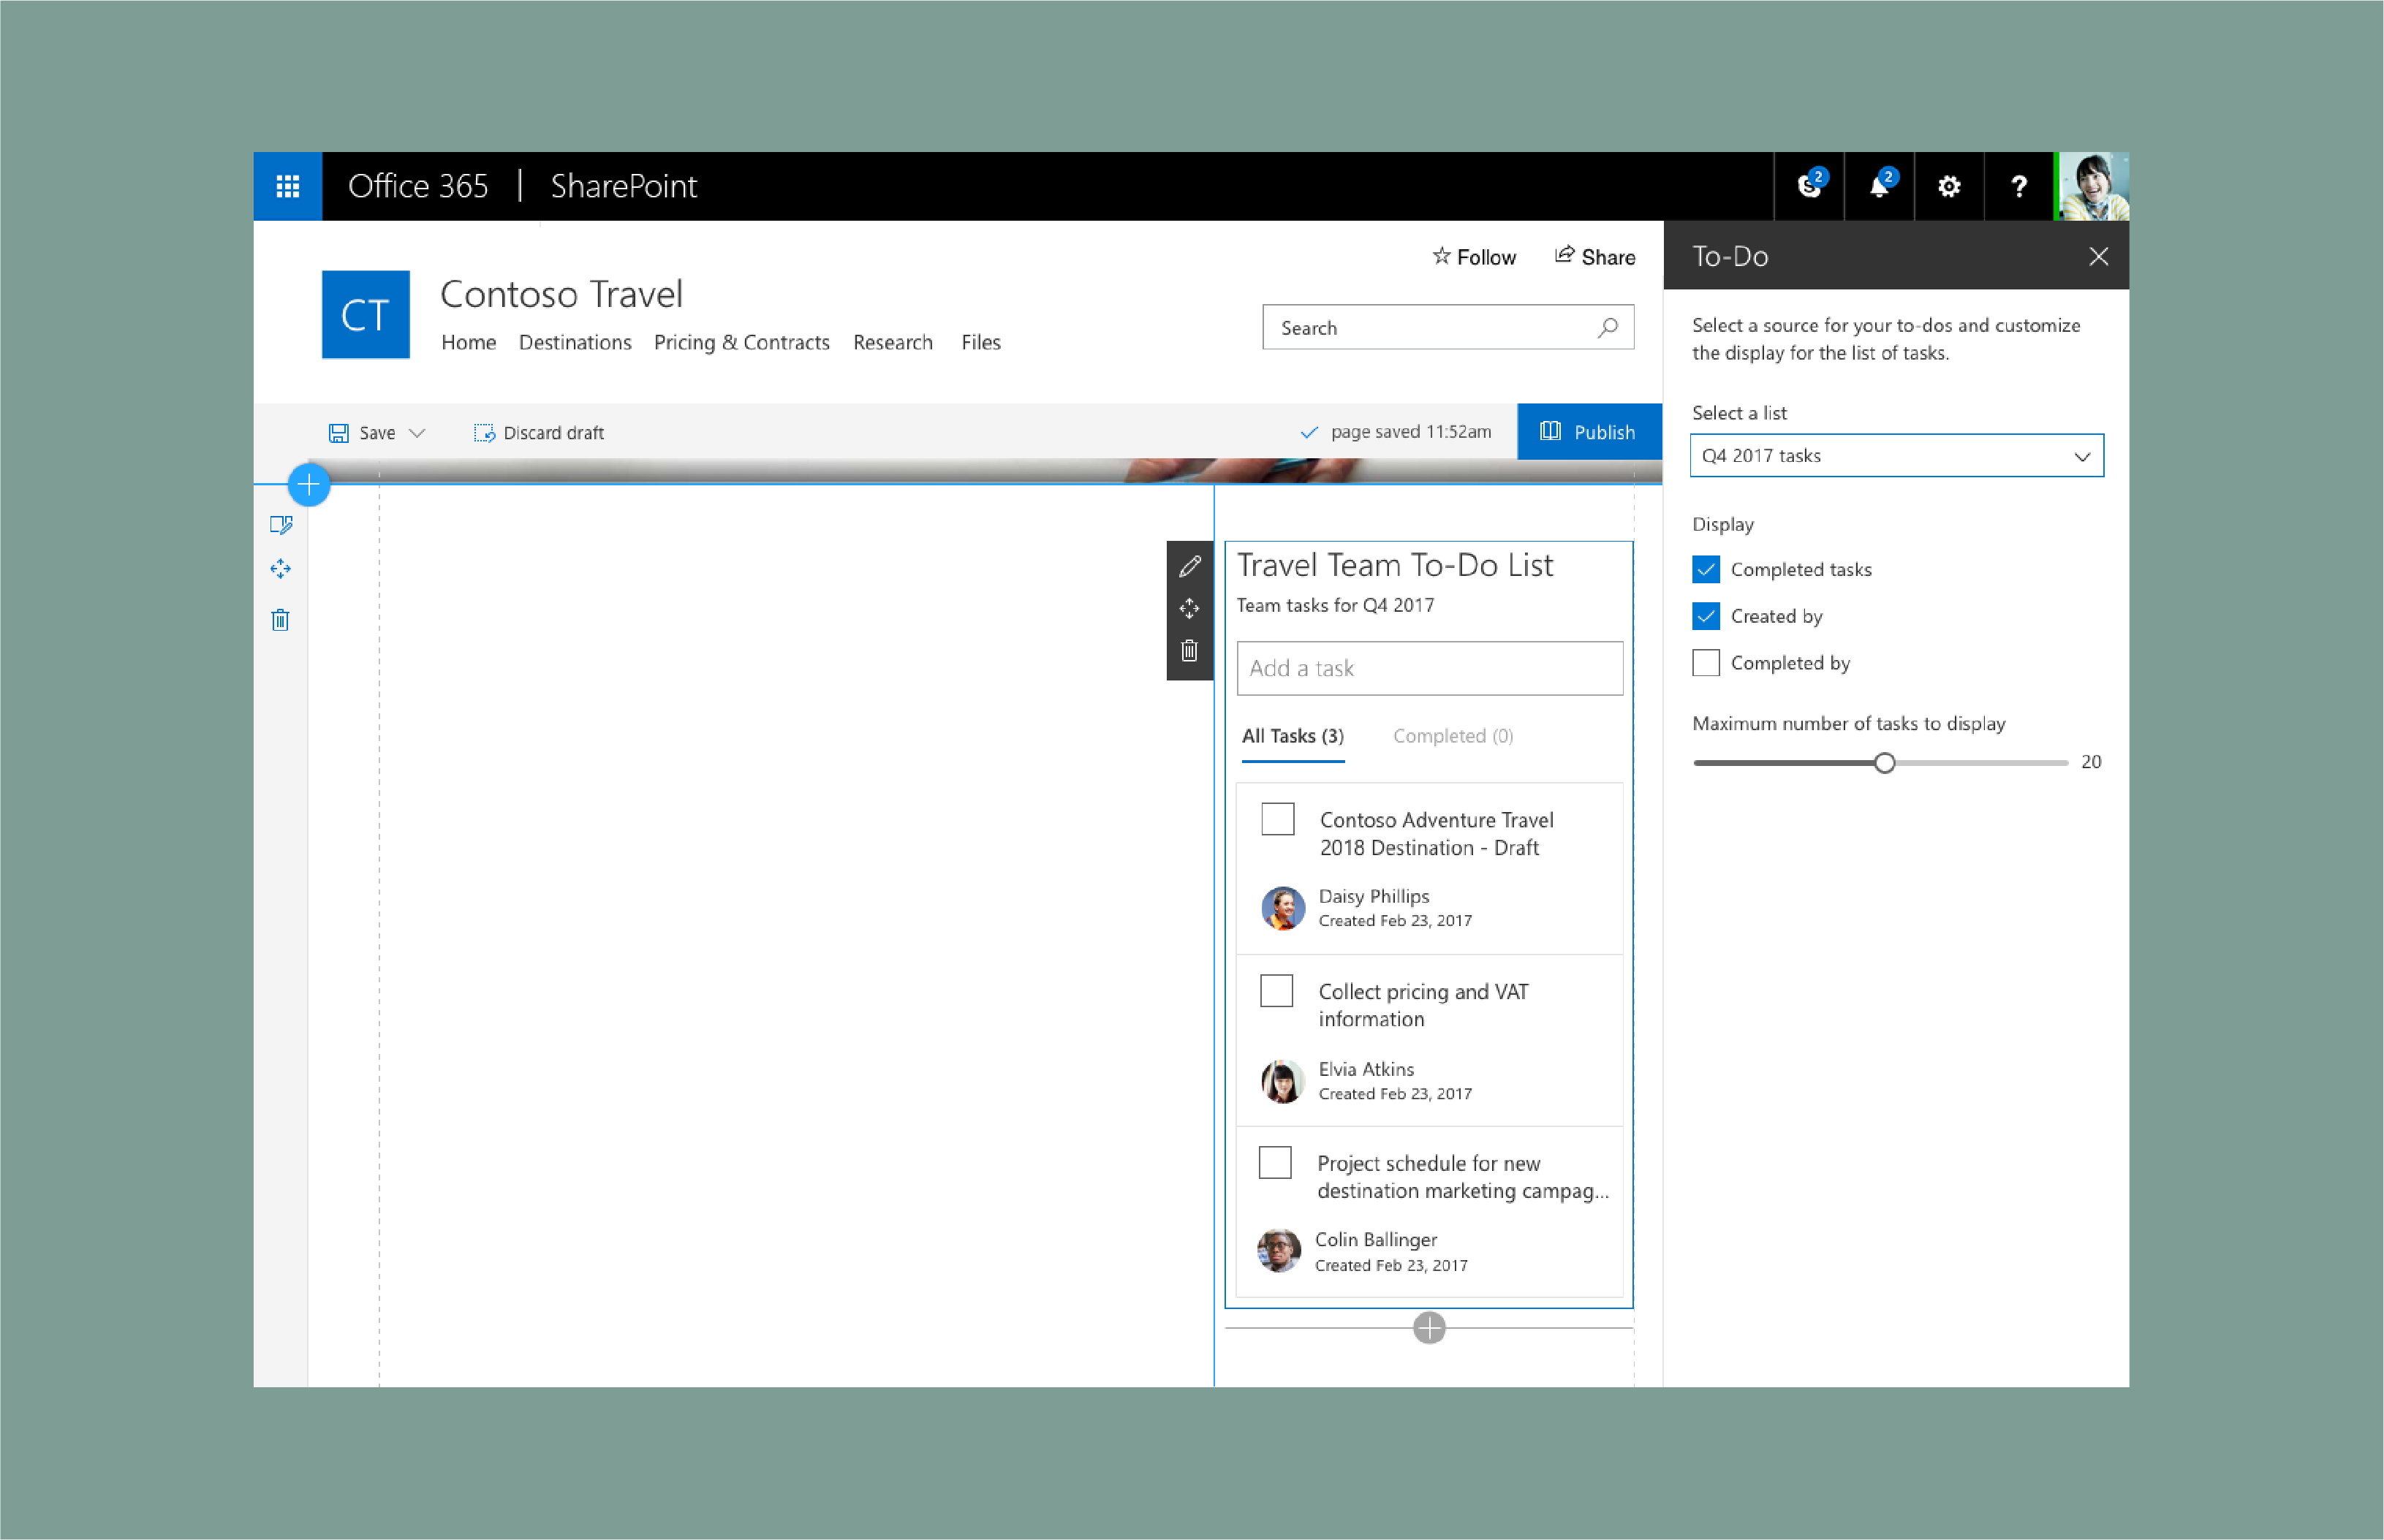 Office 365 | SharePoint
2
2
?
Follow
Share
To-Do
CT
Contoso Travel
Home Destinations Pricing & Contracts Research Files
Search
Select a source for your to-dos and customize
the display for the list of tasks.
Save
Discard draft
page saved 11:52am
Publish
Select a list
Q4 2017 tasks
Display
Completed tasks
Created by
Completed by
Maximum number of tasks to display
20
Travel Team To-Do List
Team tasks for Q4 2017
Add a task
All Tasks (3)
Completed (0)
Contoso Adventure Travel
2018 Destination - Draft
Daisy Phillips
Created Feb 23, 2017
Collect pricing and VAT
information
Elvia Atkins
Created Feb 23, 2017
Project schedule for new
destination marketing campag...
Colin Ballinger
Created Feb 23, 2017